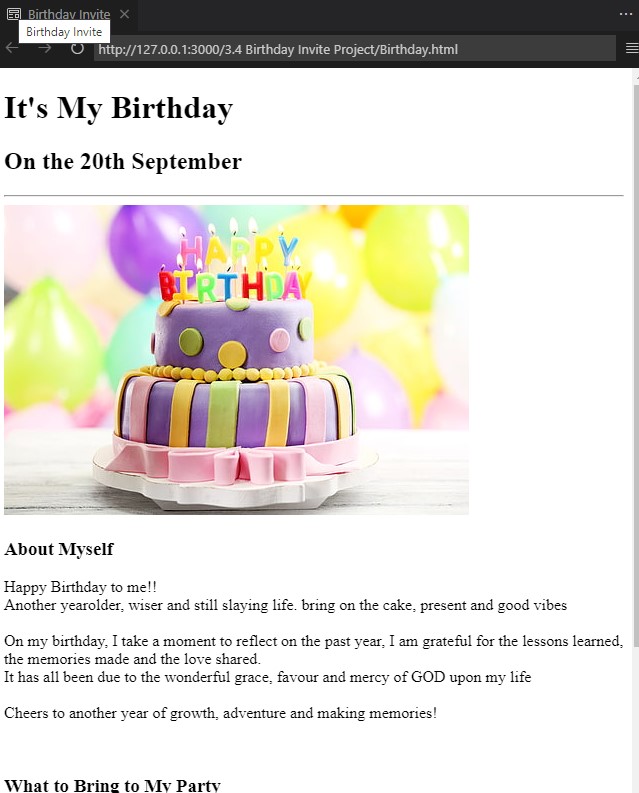 Birthday Invite
Birthday Invite
http://127.0.0.1:3000/3.4 Birthday Invite Project/Birthday.html
It's My Birthday
On the 20th September
HAPPY
BIRTHDAY
About Myself
Happy Birthday to me!!
Another yearolder, wiser and still slaying life. bring on the cake, present and good vibes
On my birthday, I take a moment to reflect on the past year, I am grateful for the lessons learned,
the memories made and the love shared.
It has all been due to the wonderful grace, favour and mercy of GOD upon my life
Cheers to another year of growth, adventure and making memories!
What to Bring to My Party